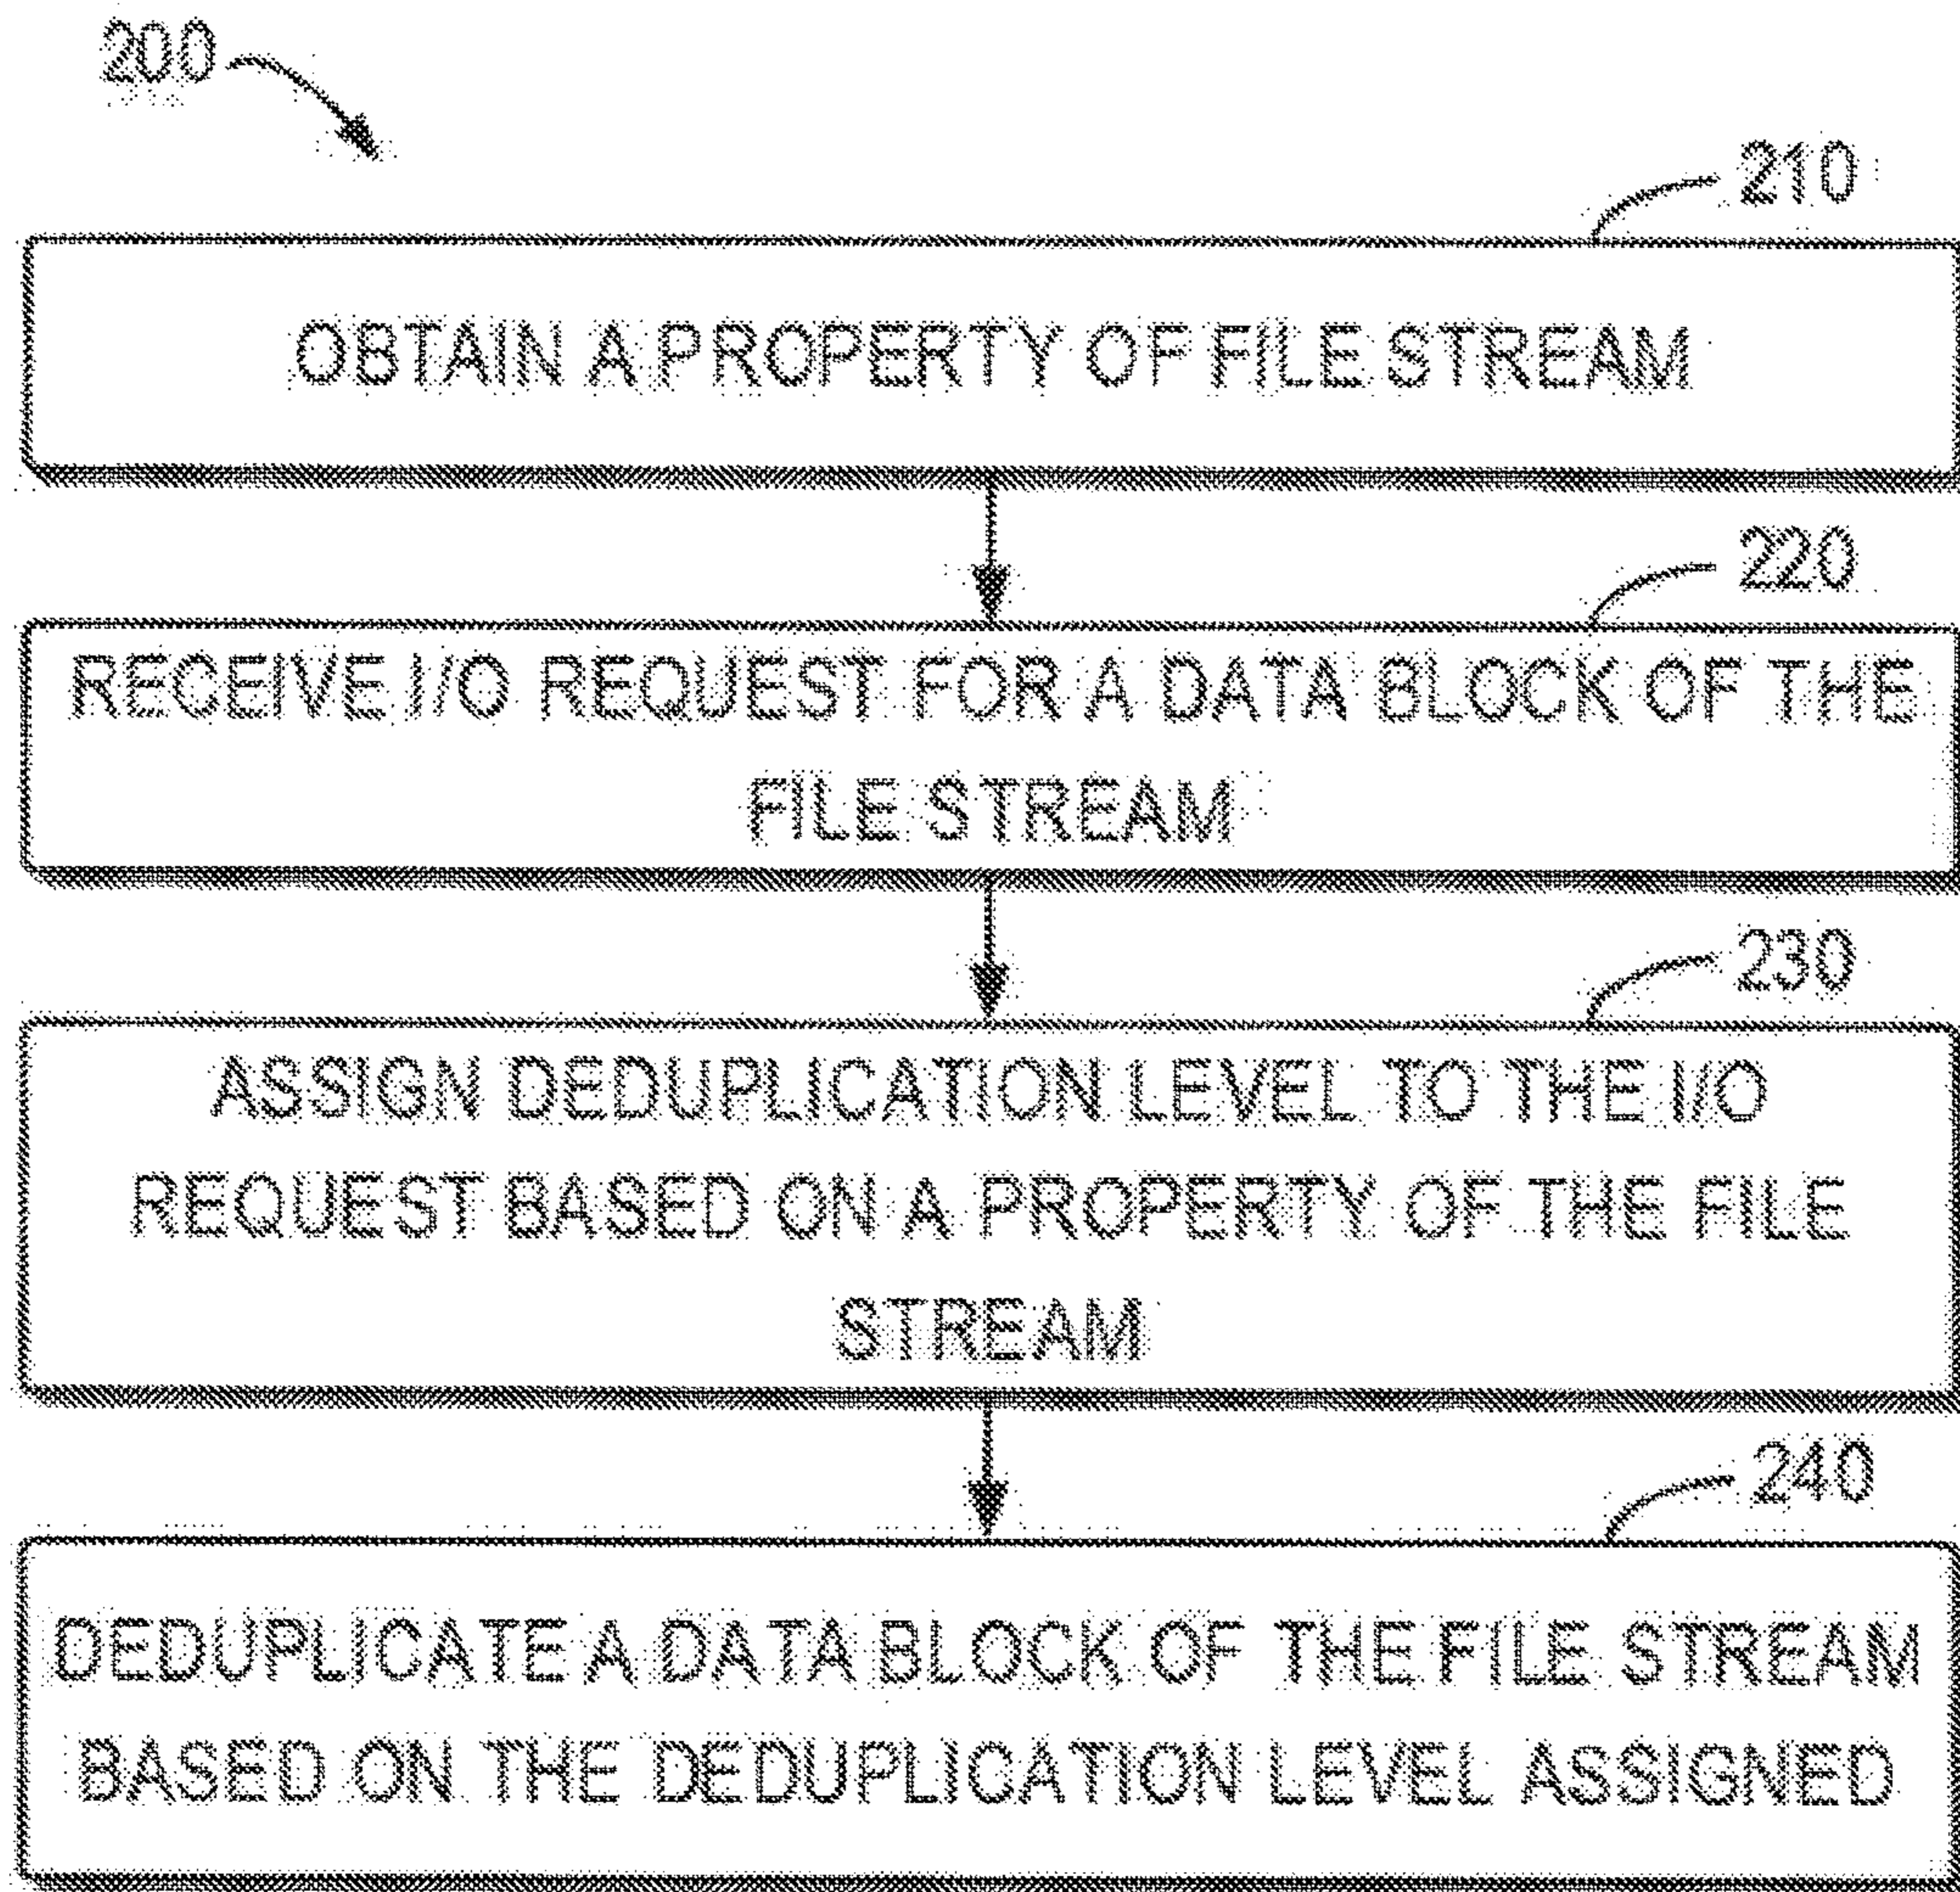 200
210
OBTAIN A PROPERTY OF FILE STREAM
220
RECEIVE I/O REQUEST FOR A DATA BLOCK OF THE
FILE STREAM
230
ASSIGN DEDUPLICATION LEVEL TO THE I/O
REQUEST BASED ON A PROPERTY OF THE FILE
STREAM
240
DEDUPLICATE A DATA BLOCK OF THE FILE STREAM
BASED ON THE DEDUPLICATION LEVEL ASSIGNED